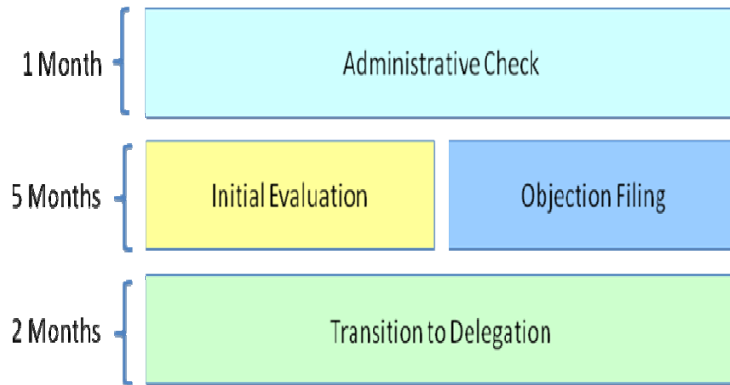 1 Month
Administrative Check
5 Months
Initial Evaluation
Objection Filing
2 Months
Transition to Delegation